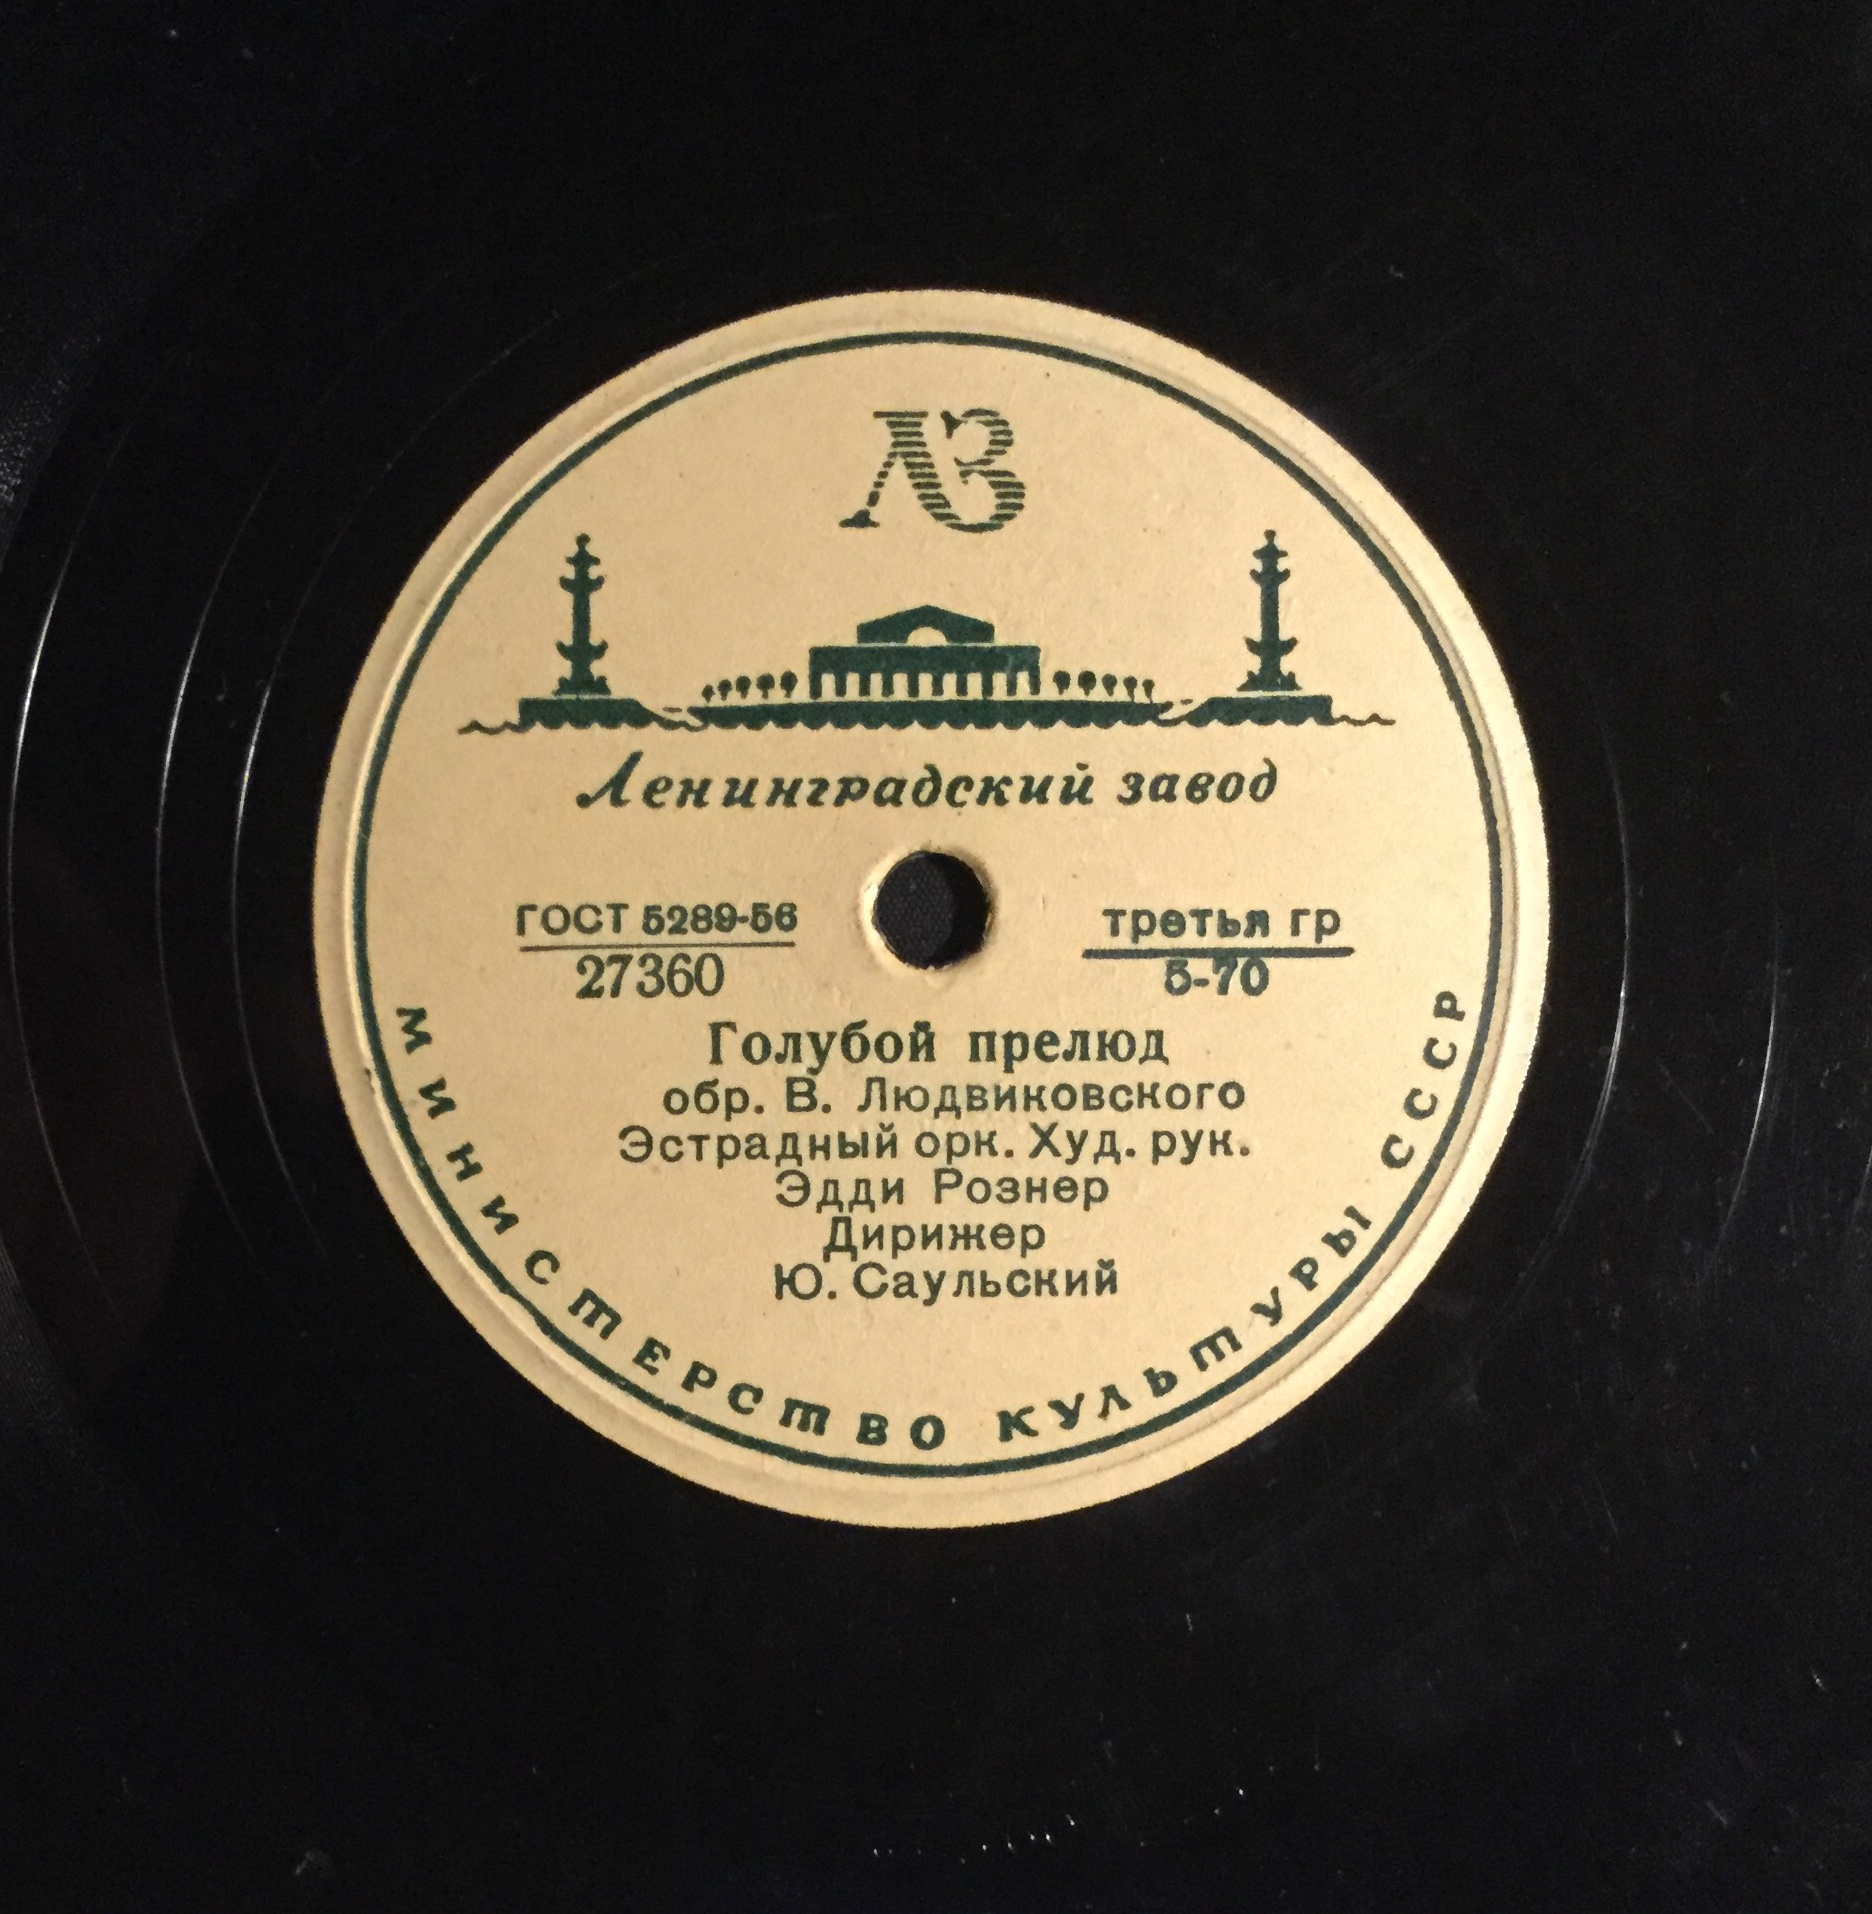 ЛЗ
Ленинградский завод
ГОСТ 5289-56
27360
третья гр
5-70
Голубой прелюд
обр. В. Людвиковского
Эстрадный орк. Худ. рук.
Эдди Рознер
Дирижер
Ю. Саульский
МИНИСТЕРСТВО КУЛЬТУРЫ СССР